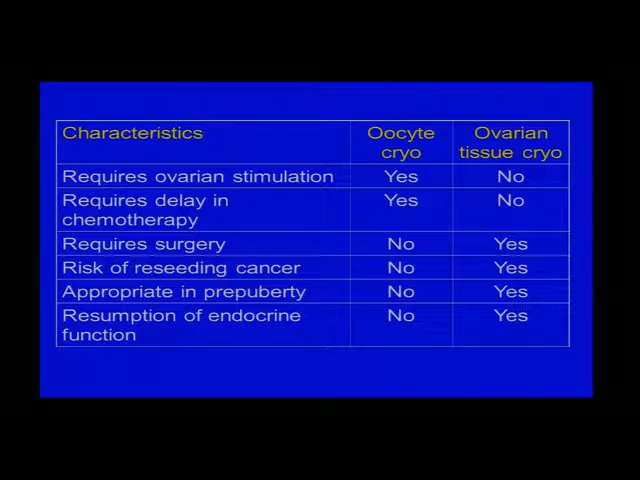 Characteristics Oocyte cryo Ovarian tissue cryo
Requires ovarian stimulation Yes No
Requires delay in chemotherapy Yes No
Requires surgery No Yes
Risk of reseeding cancer No Yes
Appropriate in prepuberty No Yes
Resumption of endocrine function No Yes